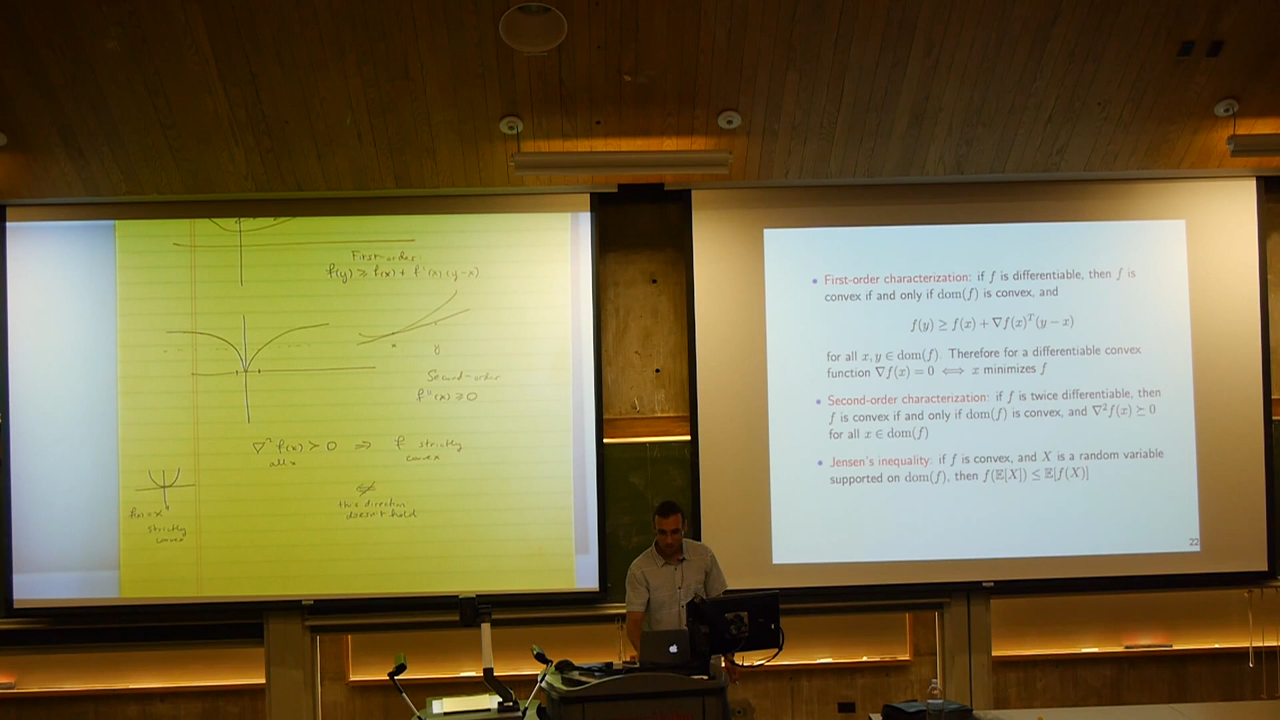 First-order
f(y) ≥ f(x) + f'(x)(y-x)
x
y
Second-order
f''(x) ≥ 0
∇²f(x) > 0 ⇒ f strictly
all x convex
⇍
this direction
doesn't hold
f(x) = x
strictly
convex
• First-order characterization: if f is differentiable, then f is
convex if and only if dom(f) is convex, and
f(y) ≥ f(x) + ∇f(x)ᵀ(y − x)
for all x, y ∈ dom(f). Therefore for a differentiable convex
function ∇f(x) = 0 ⟺ x minimizes f
• Second-order characterization: if f is twice differentiable, then
f is convex if and only if dom(f) is convex, and ∇²f(x) ⪰ 0
for all x ∈ dom(f)
• Jensen's inequality: if f is convex, and X is a random variable
supported on dom(f), then f(𝔼[X]) ≤ 𝔼[f(X)]
22